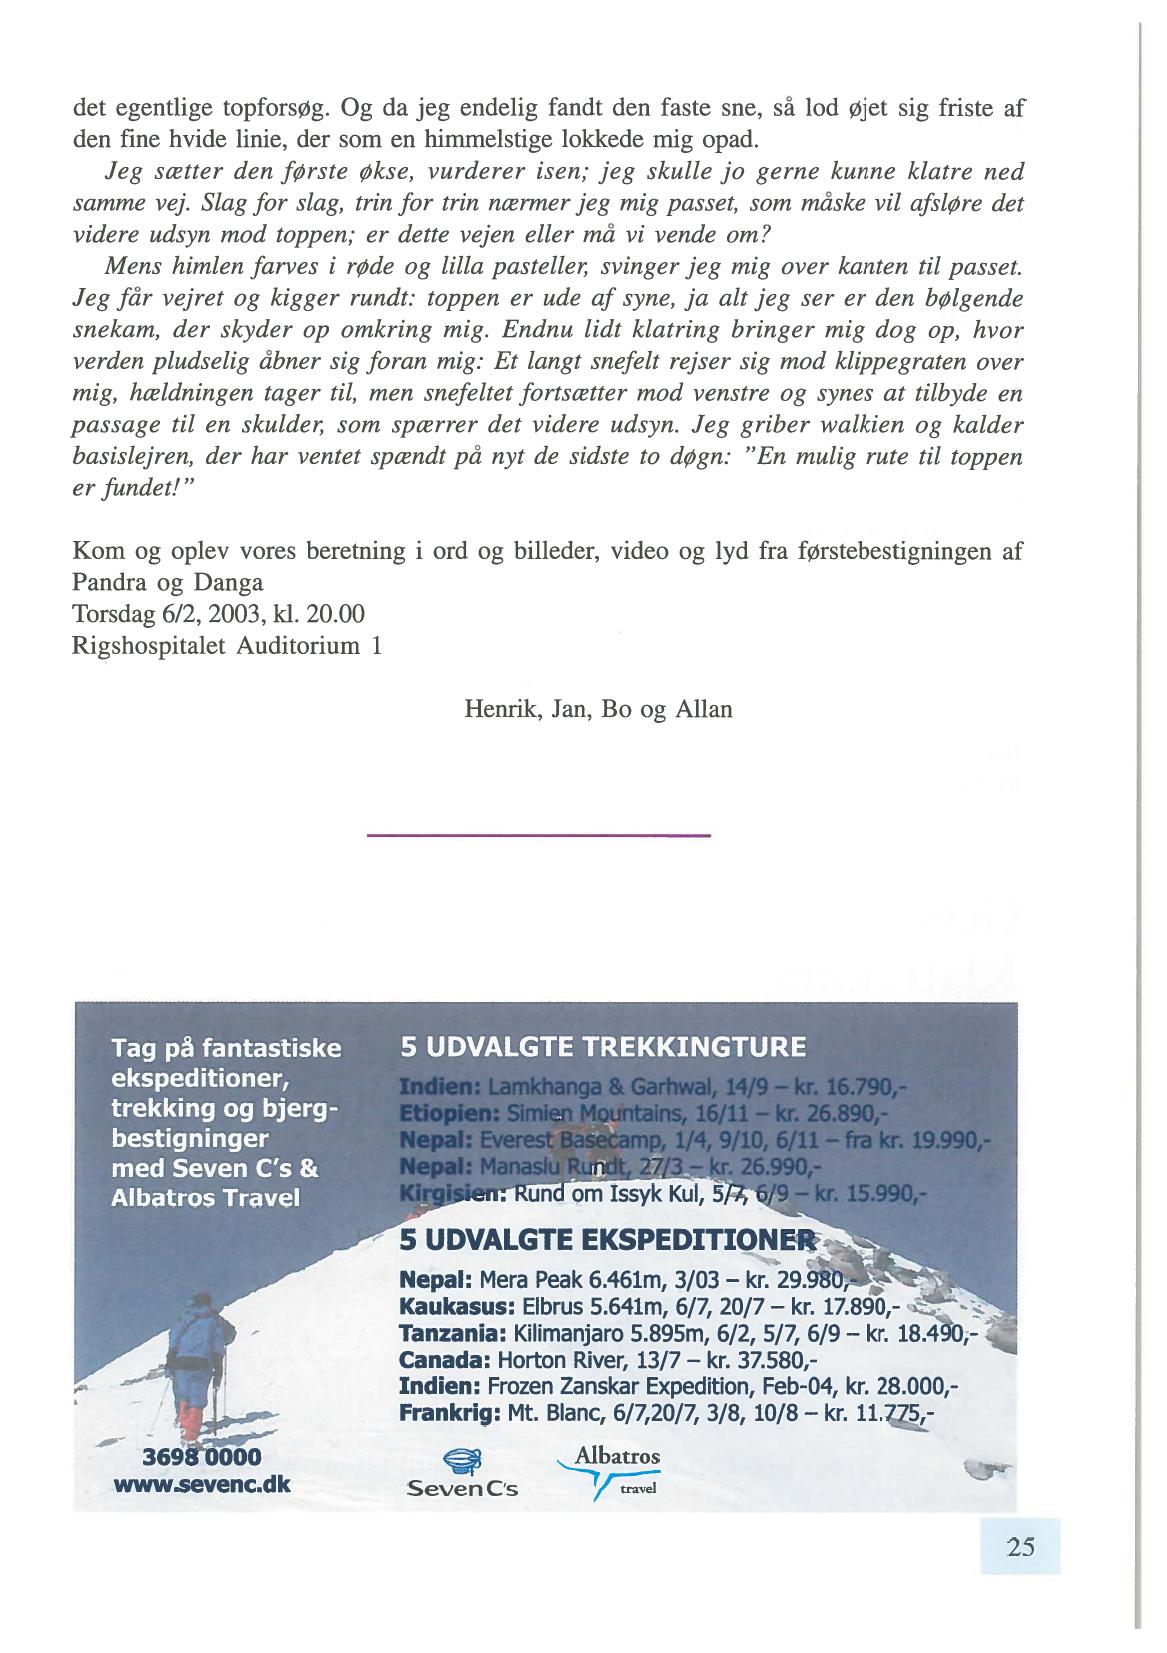 det egentlige topforsøg. Og da jeg endelig fandt den faste sne, så lod øjet sig friste af
den fine hvide linie, der som en himmelstige lokkede mig opad.
Jeg sætter den første økse, vurderer isen; jeg skulle jo gerne kunne klatre ned
samme vej. Slag for slag, trin for trin nærmer jeg mig passet, som måske vil afsløre det
videre udsyn mod toppen; er dette vejen eller må vi vende om?
Mens himlen farves i røde og lilla pasteller, svinger jeg mig over kanten til passet.
Jeg får vejret og kigger rundt: toppen er ude af syne, ja alt jeg ser er den bølgende
snekam, der skyder op omkring mig. Endnu lidt klatring bringer mig dog op, hvor
verden pludselig åbner sig foran mig: Et langt snefelt rejser sig mod klippegraten over
mig, hældningen tager til, men snefeltet fortsætter mod venstre og synes at tilbyde en
passage til en skulder, som spærrer det videre udsyn. Jeg griber walkien og kalder
basislejren, der har ventet spændt på nyt de sidste to døgn: ”En mulig rute til toppen
er fundet!”
Kom og oplev vores beretning i ord og billeder, video og lyd fra førstebestigningen af
Pandra og Danga
Torsdag 6/2, 2003, kl. 20.00
Rigshospitalet Auditorium 1
Henrik, Jan, Bo og Allan
Tag på fantastiske
ekspeditioner,
trekking og bjerg-
bestigninger
med Seven C's &
Albatros Travel
5 UDVALGTE TREKKINGTURE
Indien: Lamkhanga & Garhwal, 14/9 – kr. 16.790,-
Etiopien: Simien Mountains, 16/11 – kr. 26.890,-
Nepal: Everest Basecamp, 1/4, 9/10, 6/11 – fra kr. 19.990,-
Nepal: Manaslu Rundt, 27/3 – kr. 26.990,-
Kirgisien: Rund om Issyk Kul, 5/7, 6/9 – kr. 15.990,-
5 UDVALGTE EKSPEDITIONER
Nepal: Mera Peak 6.461m, 3/03 – kr. 29.980,-
Kaukasus: Elbrus 5.641m, 6/7, 20/7 – kr. 17.890,-
Tanzania: Kilimanjaro 5.895m, 6/2, 5/7, 6/9 – kr. 18.490,-
Canada: Horton River, 13/7 – kr. 37.580,-
Indien: Frozen Zanskar Expedition, Feb-04, kr. 28.000,-
Frankrig: Mt. Blanc, 6/7,20/7, 3/8, 10/8 – kr. 11.775,-
3698 0000
www.sevenc.dk
Seven C's
Albatros
travel
25